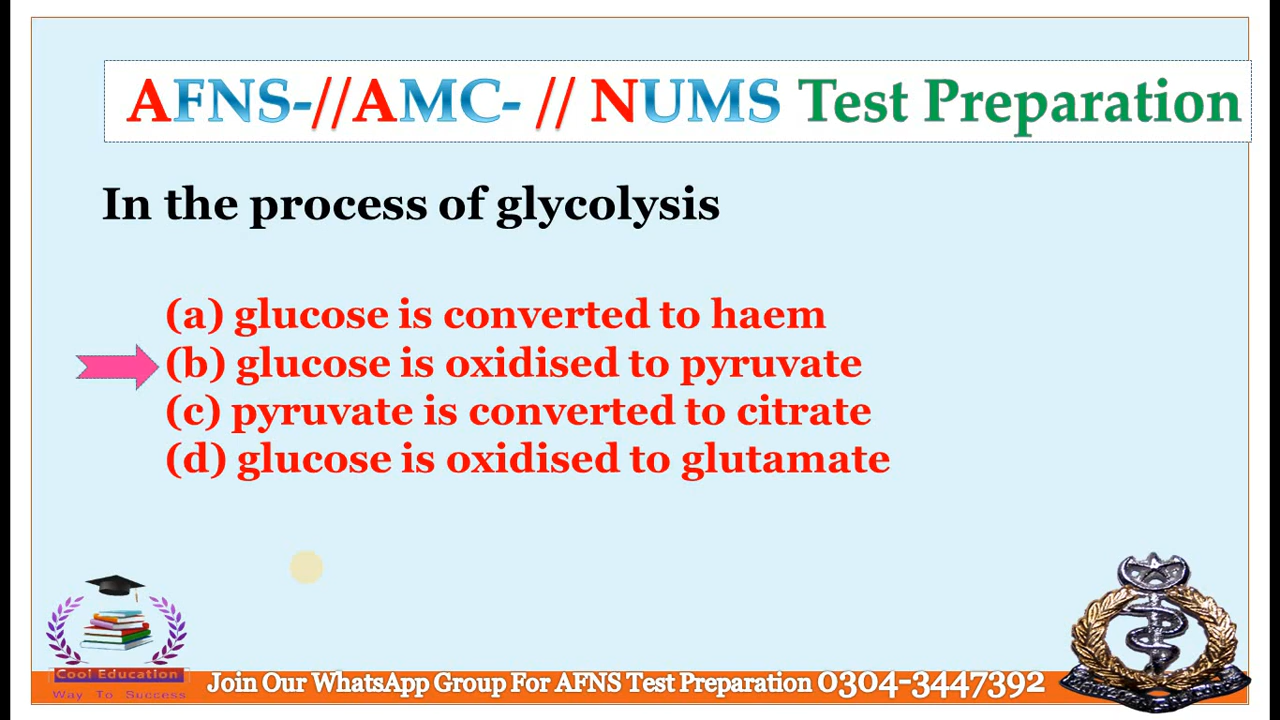 AFNS-//AMC- // NUMS Test Preparation
In the process of glycolysis
(a) glucose is converted to haem
(b) glucose is oxidised to pyruvate
(c) pyruvate is converted to citrate
(d) glucose is oxidised to glutamate
Cool Education
Way To Success
Join Our WhatsApp Group For AFNS Test Preparation 0304-3447392